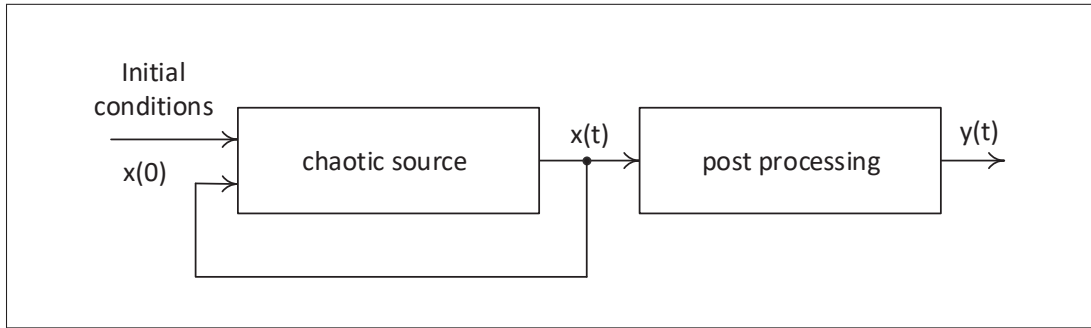 Initial
conditions
x(0)
chaotic source
x(t)
post processing
y(t)